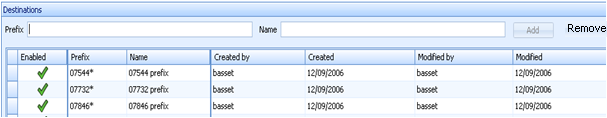 Destinations
Prefix Name Add Remove
Enabled Prefix Name Created by Created Modified by Modified
07544* 07544 prefix basset 12/09/2006 basset 12/09/2006
07732* 07732 prefix basset 12/09/2006 basset 12/09/2006
07846* 07846 prefix basset 12/09/2006 basset 12/09/2006